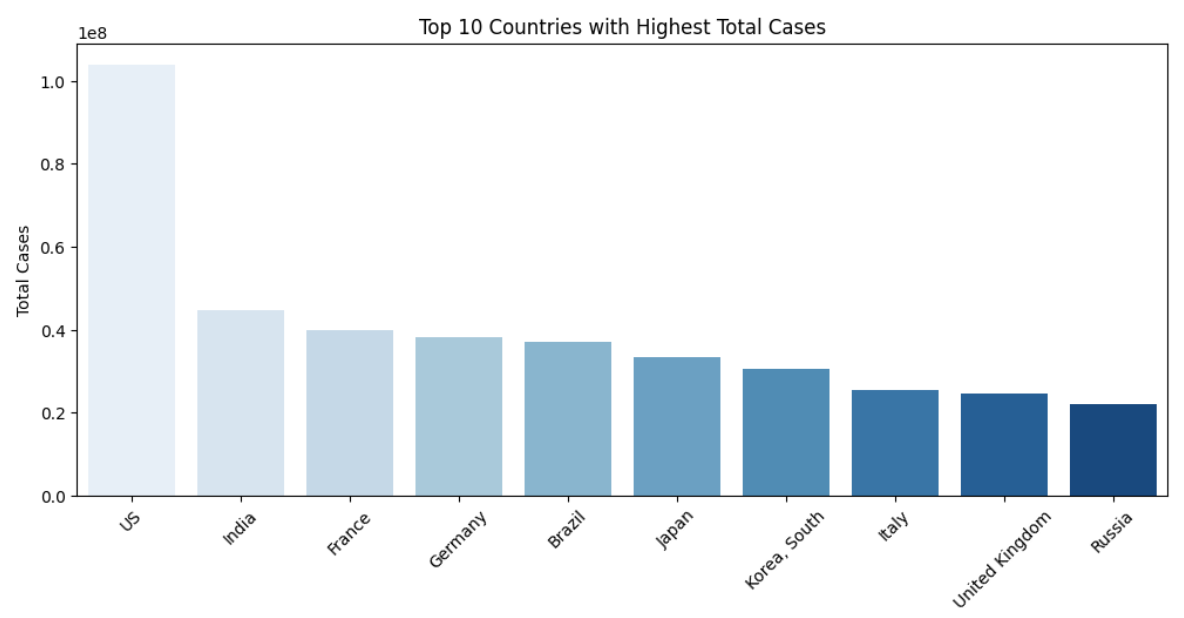 Top 10 Countries with Highest Total Cases
1e8
1.0
0.8
0.6
0.4
0.2
0.0
Total Cases
US
India
France
Germany
Brazil
Japan
Korea, South
Italy
United Kingdom
Russia